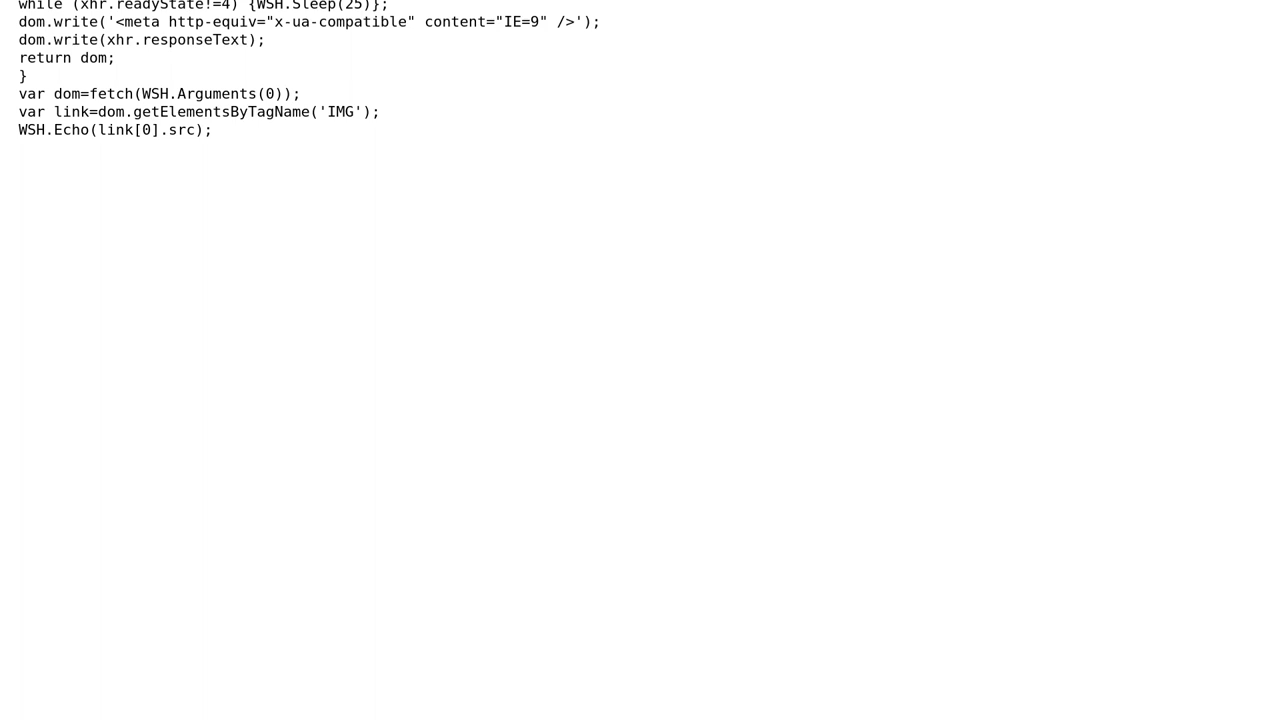 while (xhr.readyState!=4) {WSH.Sleep(25)};
dom.write('<meta http-equiv="x-ua-compatible" content="IE=9" />');
dom.write(xhr.responseText);
return dom;
}
var dom=fetch(WSH.Arguments(0));
var link=dom.getElementsByTagName('IMG');
WSH.Echo(link[0].src);